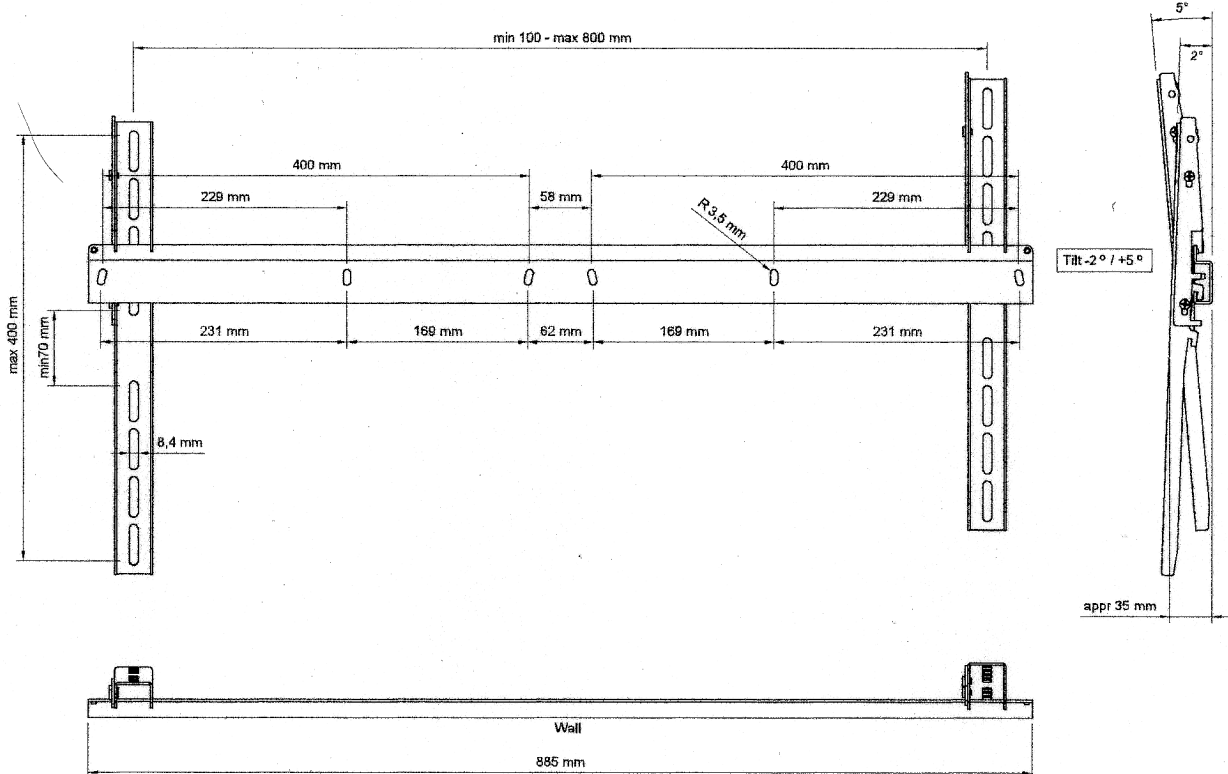 5°
min 100 - max 800 mm
2°
400 mm
400 mm
229 mm
58 mm
R 3,5 mm
229 mm
Tilt -2 º / +5 º
max 400 mm
min70 mm
231 mm
169 mm
62 mm
169 mm
231 mm
8,4 mm
appr 35 mm
Wall
885 mm